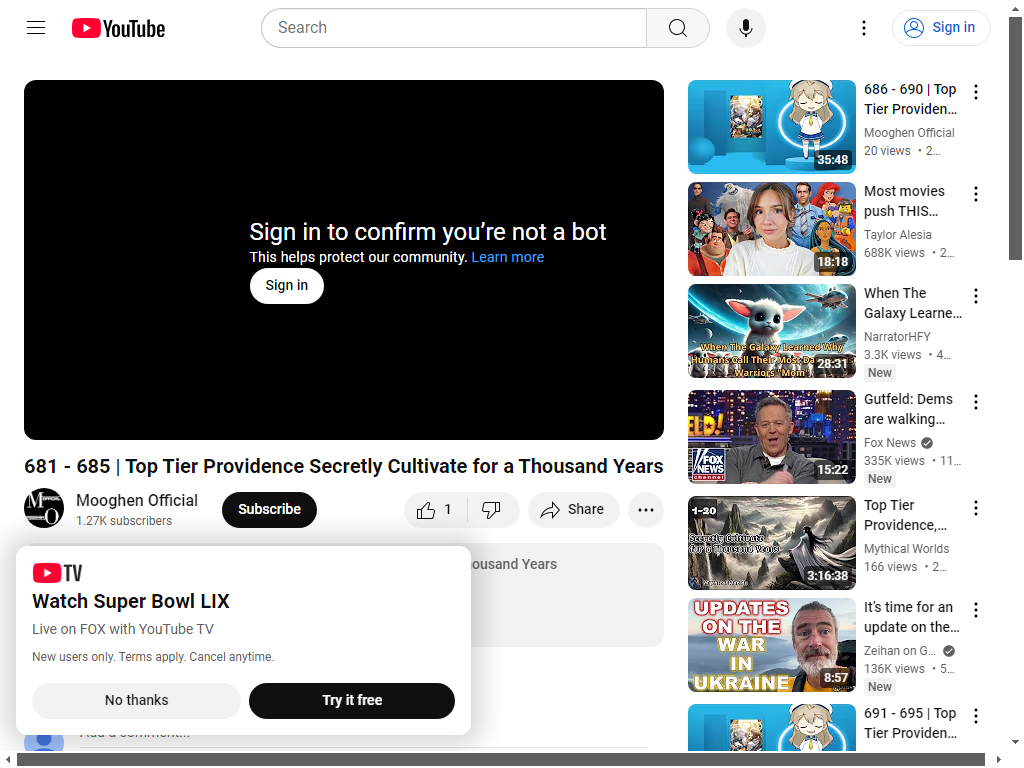 YouTube
Search
Sign in
Sign in to confirm you’re not a bot
This helps protect our community. Learn more
Sign in
681 - 685 | Top Tier Providence Secretly Cultivate for a Thousand Years
Mooghen Official
1.27K subscribers
Subscribe
1
Share
ousand Years
TV
Watch Super Bowl LIX
Live on FOX with YouTube TV
New users only. Terms apply. Cancel anytime.
No thanks
Try it free
Add a comment...
35:48
686 - 690 | Top
Tier Providen...
Mooghen Official
20 views • 2...
18:18
Most movies
push THIS...
Taylor Alesia
688K views • 2...
When The Galaxy Learned Why
Humans Call Their Most Da
Warriors "Mom"
28:31
When The
Galaxy Learne...
NarratorHFY
3.3K views • 4...
New
FOX
NEWS
channel
15:22
Gutfeld: Dems
are walking...
Fox News
335K views • 11...
New
1-20
Secretly Cultivate
for a Thousand Years
Mythical Worlds
3:16:38
Top Tier
Providence,...
Mythical Worlds
166 views • 2...
UPDATES
ON THE
WAR
IN
UKRAINE
8:57
It’s time for an
update on the...
Zeihan on G...
136K views • 5...
New
691 - 695 | Top
Tier Providen...